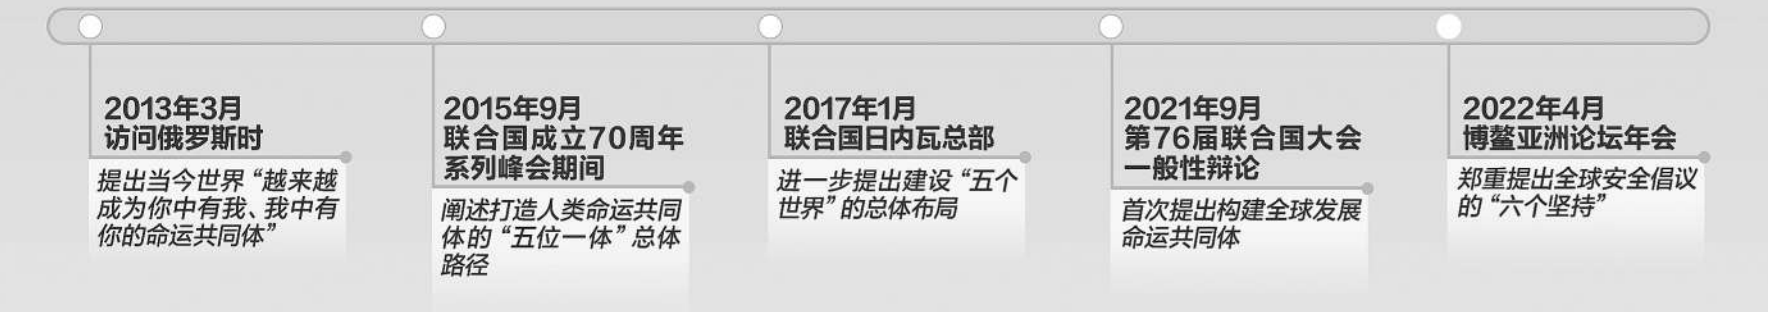 2013年3月
访问俄罗斯时
提出当今世界“越来越
成为你中有我、我中有
你的命运共同体”
2015年9月
联合国成立70周年
系列峰会期间
阐述打造人类命运共同
体的“五位一体”总体
路径
2017年1月
联合国日内瓦总部
进一步提出建设“五个
世界”的总体布局
2021年9月
第76届联合国大会
一般性辩论
首次提出构建全球发展
命运共同体
2022年4月
博鳌亚洲论坛年会
郑重提出全球安全倡议
的“六个坚持”